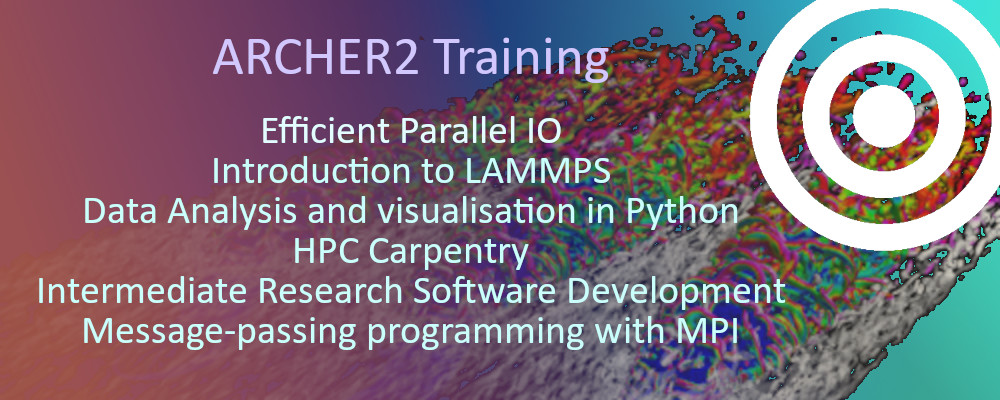 ARCHER2 Training
Efficient Parallel IO
Introduction to LAMMPS
Data Analysis and visualisation in Python
HPC Carpentry
Intermediate Research Software Development
Message-passing programming with MPI